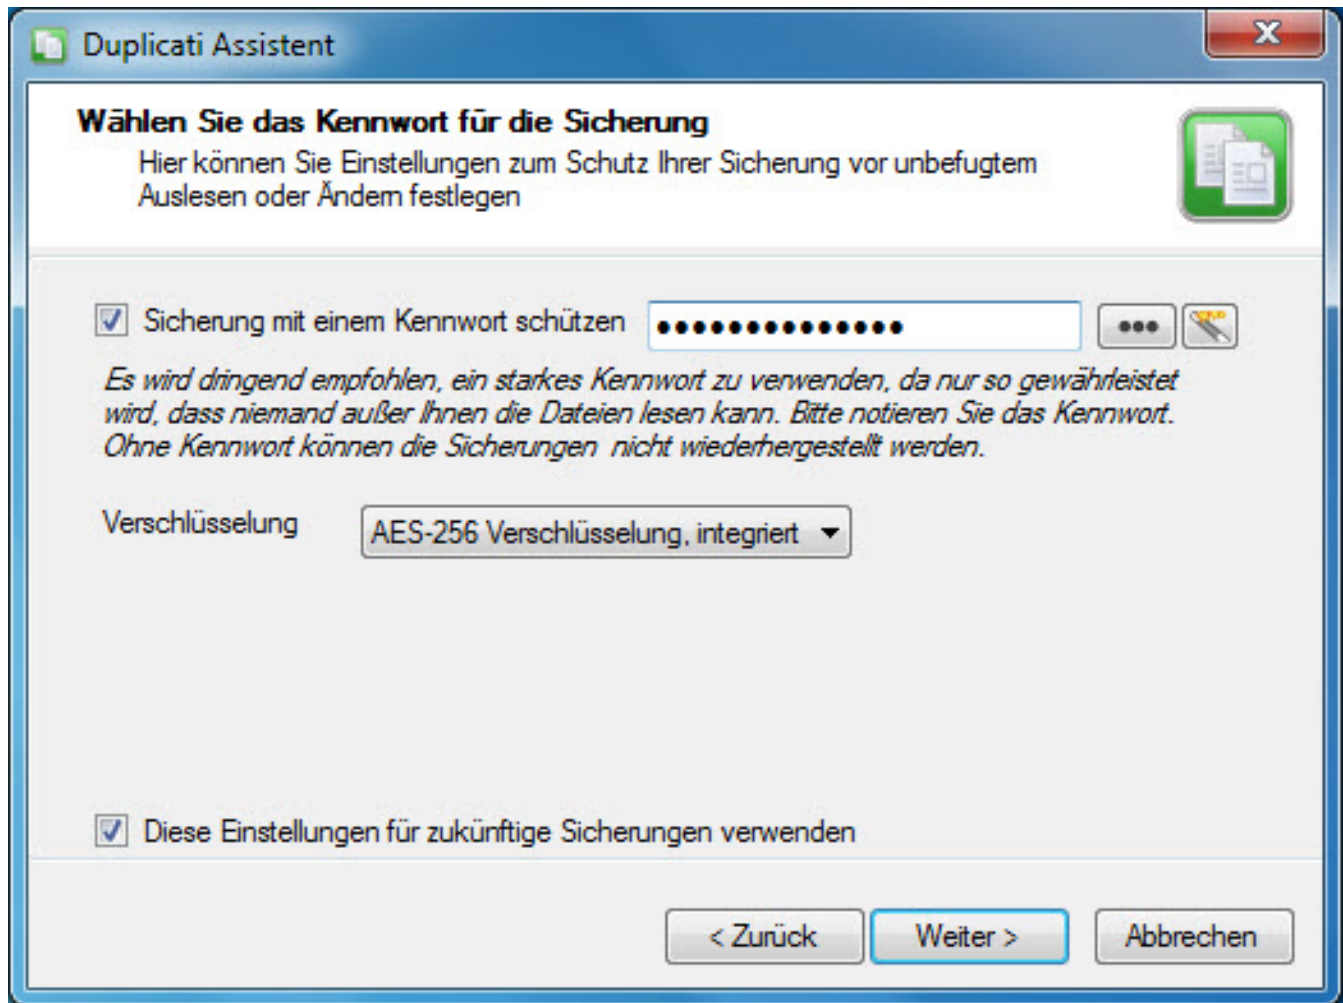 Duplicati Assistent
Wählen Sie das Kennwort für die Sicherung
Hier können Sie Einstellungen zum Schutz Ihrer Sicherung vor unbefugtem
Auslesen oder Ändern festlegen
Sicherung mit einem Kennwort schützen ●●●●●●●●●●●●●●
Es wird dringend empfohlen, ein starkes Kennwort zu verwenden, da nur so gewährleistet
wird, dass niemand außer Ihnen die Dateien lesen kann. Bitte notieren Sie das Kennwort.
Ohne Kennwort können die Sicherungen nicht wiederhergestellt werden.
Verschlüsselung AES-256 Verschlüsselung, integriert
Diese Einstellungen für zukünftige Sicherungen verwenden
< Zurück Weiter > Abbrechen